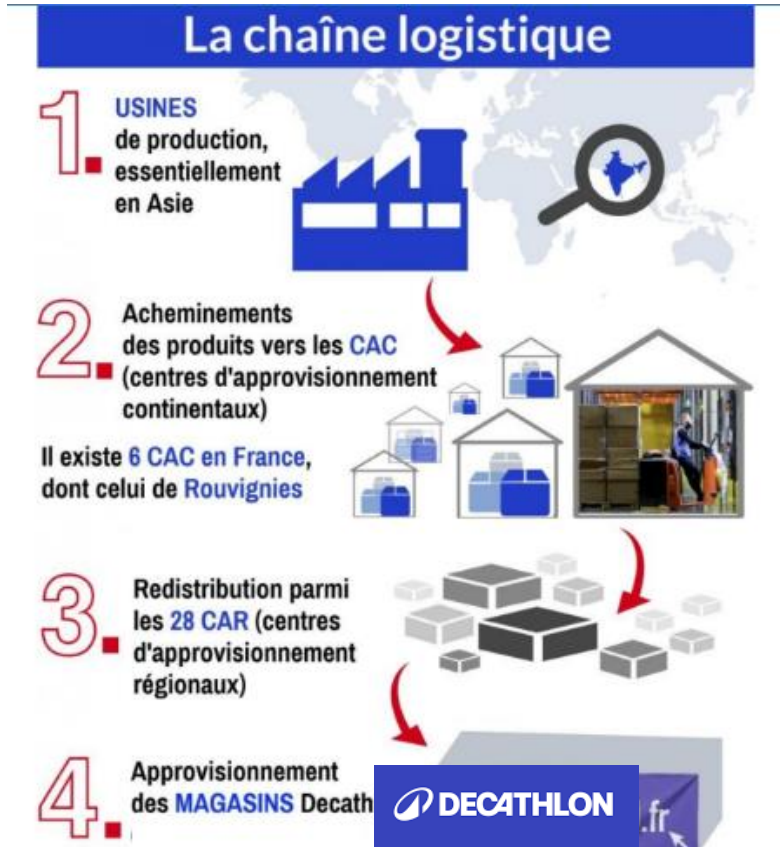 La chaîne logistique
1.
USINES
de production,
essentiellement
en Asie
2.
Acheminements
des produits vers les CAC
(centres d'approvisionnement
continentaux)
Il existe 6 CAC en France,
dont celui de Rouvignies
3.
Redistribution parmi
les 28 CAR (centres
d'approvisionnement
régionaux)
4.
Approvisionnement
des MAGASINS Decath
DECATHLON
.fr